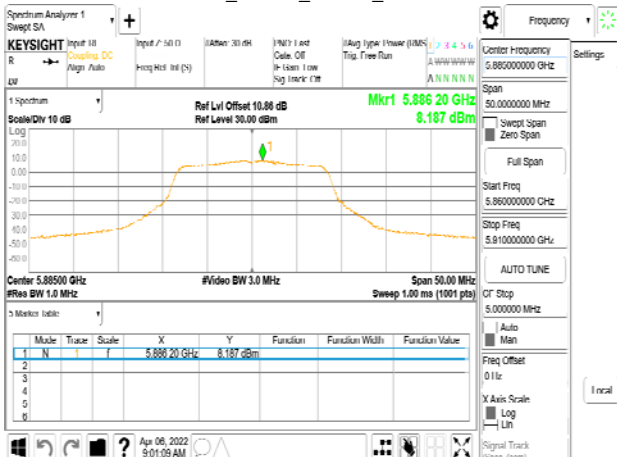 Spectrum Analyzer 1
Swept SA
+
Frequency
KEYSIGHT
Input: RF
Input Z: 50 Ω
#Atten: 30 dB
PNO: Fast
#Avg Type: Power (RMS
1 2 3 4 5 6
R
Coupling: DC
Gate: Off
Trig: Free Run
A W W W W W
Align: Auto
Freq Ref: Int (S)
IF Gain: Low
Sig Track: Off
A N N N N N
Center Frequency
5.885000000 GHz
Settings
Span
50.0000000 MHz
Swept Span
Zero Span
Full Span
Start Freq
5.860000000 GHz
Stop Freq
5.910000000 GHz
AUTO TUNE
CF Step
5.000000 MHz
Auto
Man
Freq Offset
0 Hz
X Axis Scale
Log
Lin
Signal Track
Local
1 Spectrum
Scale/Div 10 dB
Ref Lvl Offset 10.86 dB
Ref Level 30.00 dBm
Mkr1 5.886 20 GHz
8.187 dBm
Log
20.0
10.0
0.00
-10.0
-20.0
-30.0
-40.0
-50.0
-60.0
1
Center 5.88500 GHz
#Video BW 3.0 MHz
Span 50.00 MHz
#Res BW 1.0 MHz
Sweep 1.00 ms (1001 pts)
5 Marker Table
Mode Trace Scale X Y Function Function Width Function Value
1 N 1 f 5.886 20 GHz 8.187 dBm
2
3
4
5
6
?
Apr 06, 2022
9:01:09 AM